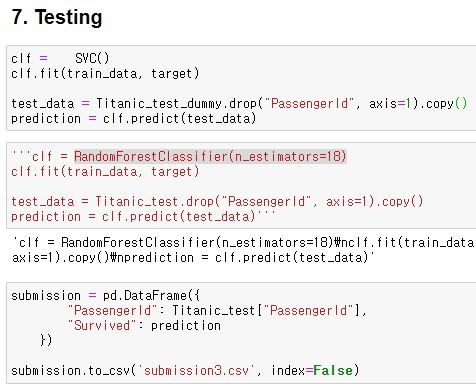 7. Testing
clf =    SVC()
clf.fit(train_data, target)
test_data = Titanic_test_dummy.drop("PassengerId", axis=1).copy()
prediction = clf.predict(test_data)
'''clf = RandomForestClassifier(n_estimators=18)
clf.fit(train_data, target)
test_data = Titanic_test.drop("PassengerId", axis=1).copy()
prediction = clf.predict(test_data)'''
'clf = RandomForestClassifier(n_estimators=18)₩nclf.fit(train_data
axis=1).copy()₩nprediction = clf.predict(test_data)'
submission = pd.DataFrame({
        "PassengerId": Titanic_test["PassengerId"],
        "Survived": prediction
    })
submission.to_csv('submission3.csv', index=False)